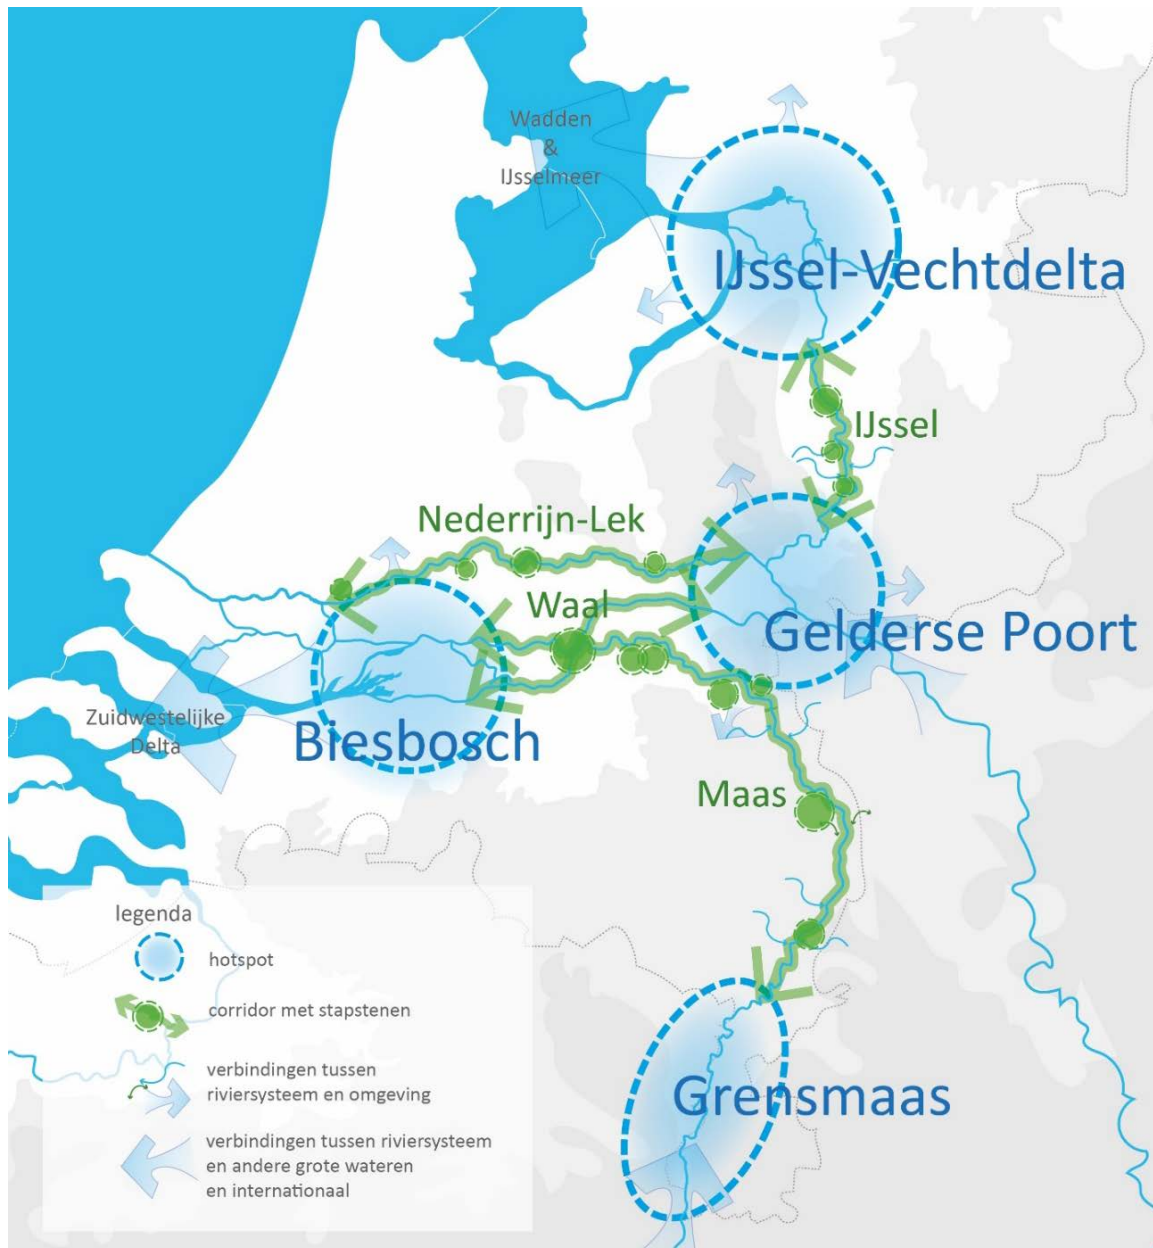 Wadden
&
IJsselmeer
IJssel-Vechtdelta
IJssel
Nederrijn-Lek
Waal
Gelderse Poort
Zuidwestelijke
Delta
Biesbosch
Maas
Grensmaas
legenda
hotspot
corridor met stapstenen
verbindingen tussen
riviersysteem en omgeving
verbindingen tussen riviersysteem
en andere grote wateren
en internationaal